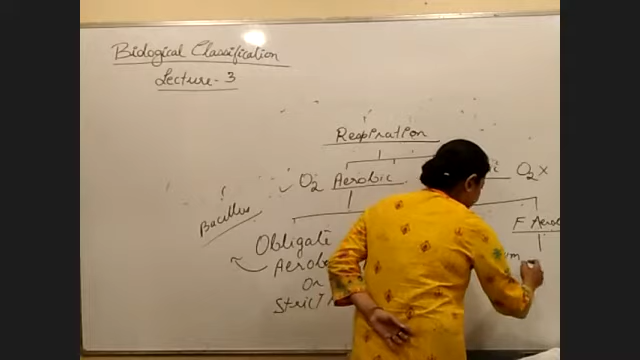 Biological Classification
Lecture - 3
Respiration
O2 Aerobic
O2 X
Bacillus
F Aerob
Obligate
Aerob
Or
Strict